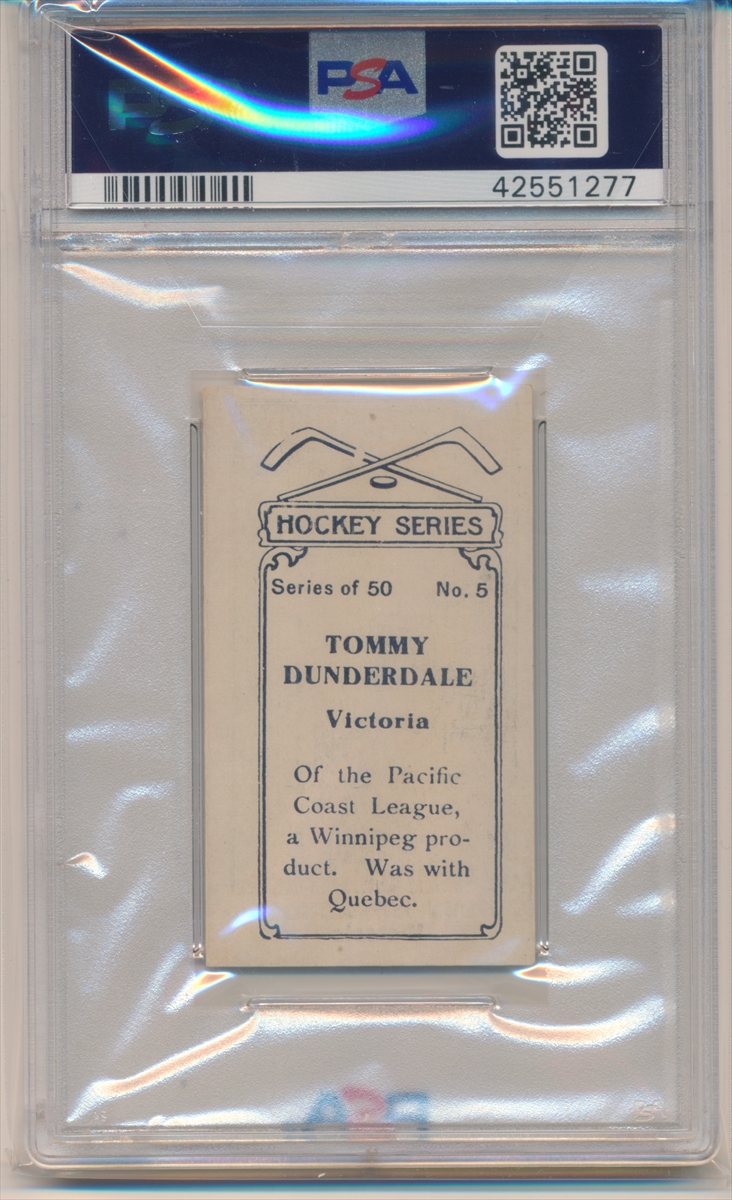 PSA
42551277
HOCKEY SERIES
Series of 50 No. 5
TOMMY
DUNDERDALE
Victoria
Of the Pacific
Coast League,
a Winnipeg pro-
duct. Was with
Quebec.
PSA